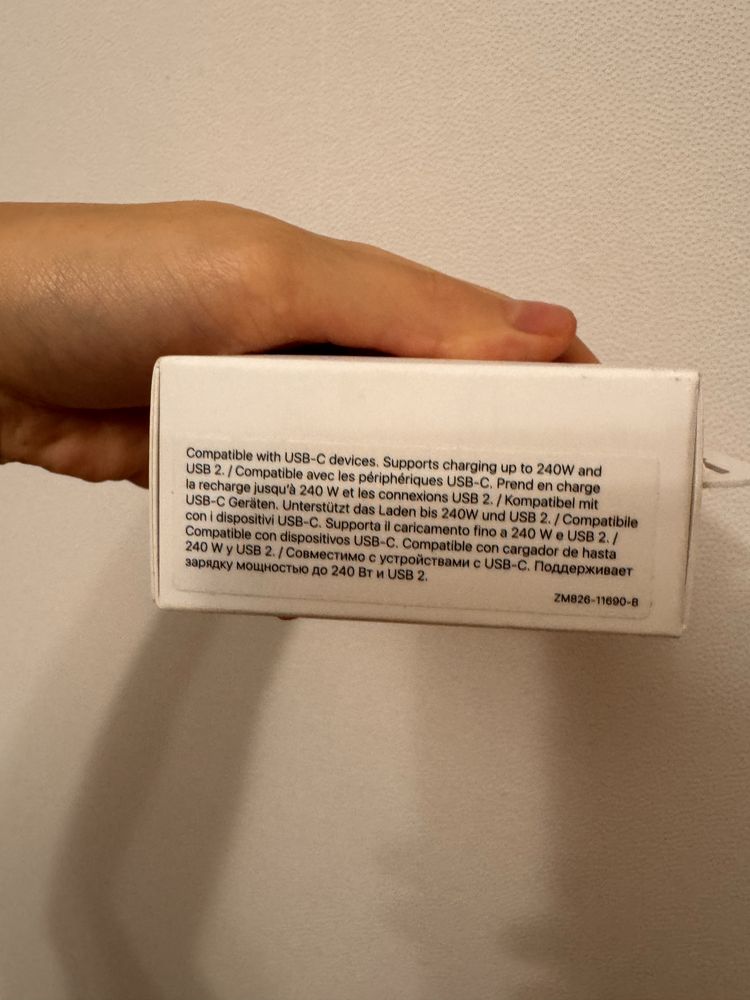 Compatible with USB-C devices. Supports charging up to 240W and
USB 2. / Compatible avec les périphériques USB-C. Prend en charge
la recharge jusqu'à 240 W et les connexions USB 2. / Kompatibel mit
USB-C Geräten. Unterstützt das Laden bis 240W und USB 2. / Compatibile
con i dispositivi USB-C. Supporta il caricamento fino a 240 W e USB 2. /
Compatible con dispositivos USB-C. Compatible con cargador de hasta
240 W y USB 2. / Совместимо с устройствами с USB-C. Поддерживает
зарядку мощностью до 240 Вт и USB 2.
ZM826-11690-B